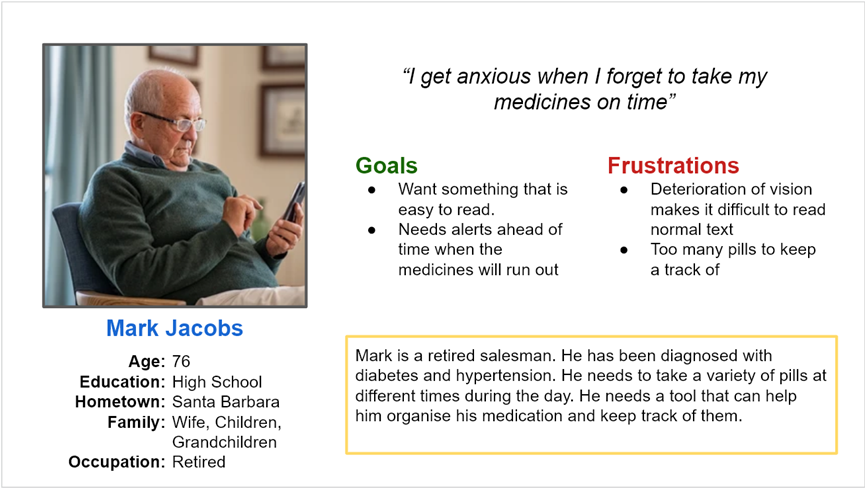 “I get anxious when I forget to take my
medicines on time”
Goals
● Want something that is
easy to read.
● Needs alerts ahead of
time when the
medicines will run out
Frustrations
● Deterioration of vision
makes it difficult to read
normal text
● Too many pills to keep
a track of
Mark Jacobs
Age: 76
Education: High School
Hometown: Santa Barbara
Family: Wife, Children,
Grandchildren
Occupation: Retired
Mark is a retired salesman. He has been diagnosed with
diabetes and hypertension. He needs to take a variety of pills at
different times during the day. He needs a tool that can help
him organise his medication and keep track of them.